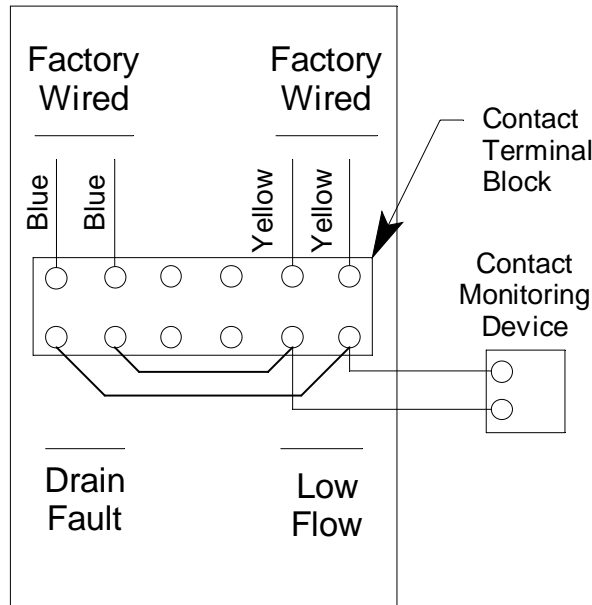 Factory
Wired
Factory
Wired
Contact
Terminal
Block
Blue
Blue
Yellow
Yellow
Contact
Monitoring
Device
Drain
Fault
Low
Flow